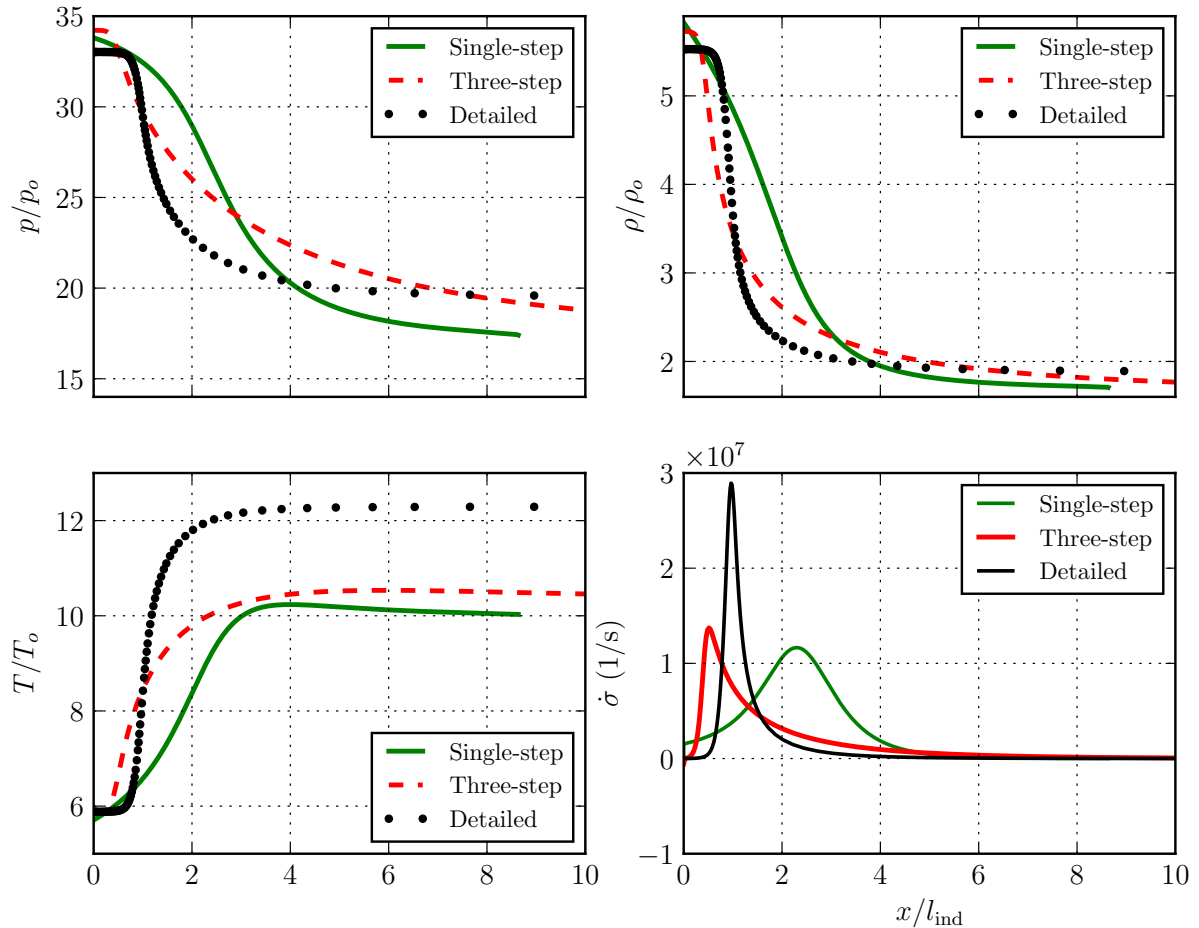 35
30
25
20
15
p/p_o
Single-step
Three-step
Detailed
5
4
3
2
ρ/ρ_o
Single-step
Three-step
Detailed
12
10
8
6
T/T_o
0 2 4 6 8 10
Single-step
Three-step
Detailed
×10^7
3
2
1
0
−1
σ̇ (1/s)
0 2 4 6 8 10
x/l_ind
Single-step
Three-step
Detailed